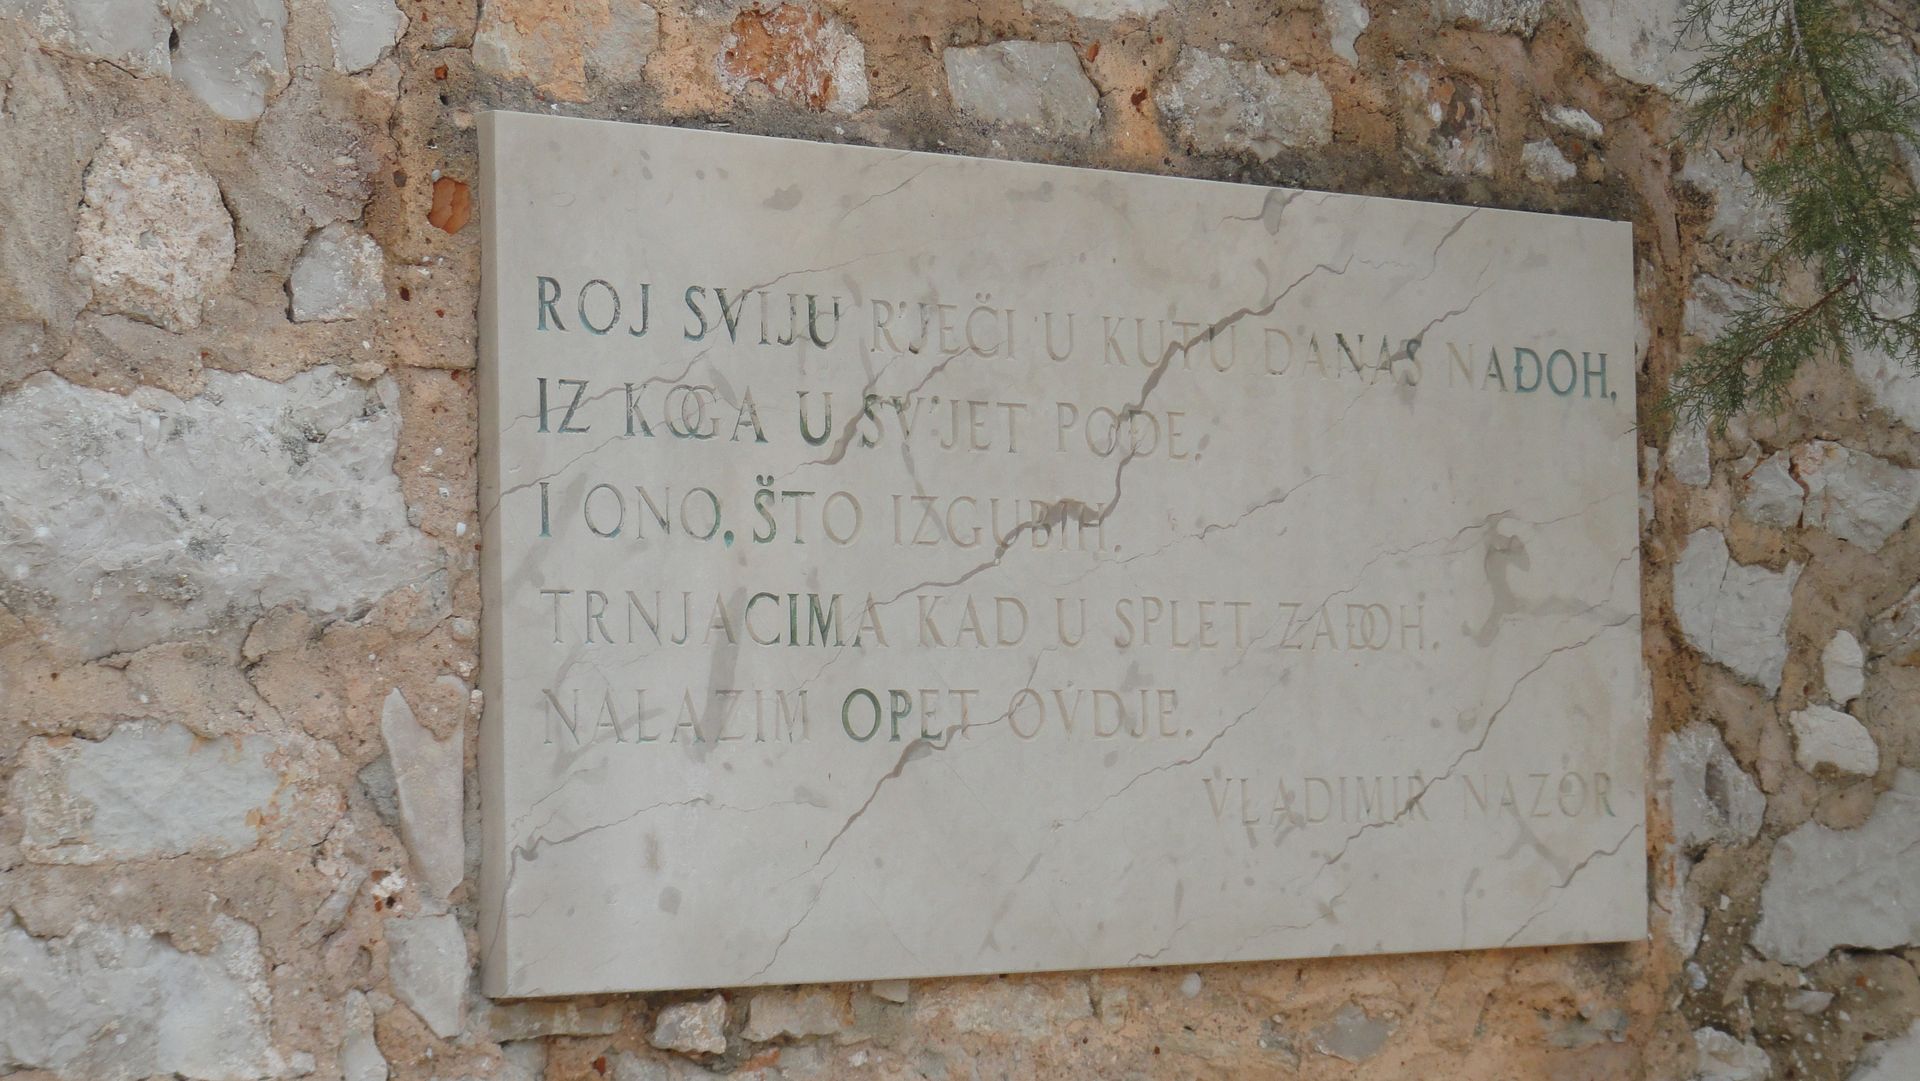 ROJ SVIJU R'JEČI U KUTU DANAS NAĐOH,
IZ KOGA U SV'JET POĐE.
I ONO, ŠTO IZGUBIH,
TRNJACIMA KAD U SPLET ZAĐOH,
NALAZIM OPET OVDJE.
VLADIMIR NAZOR